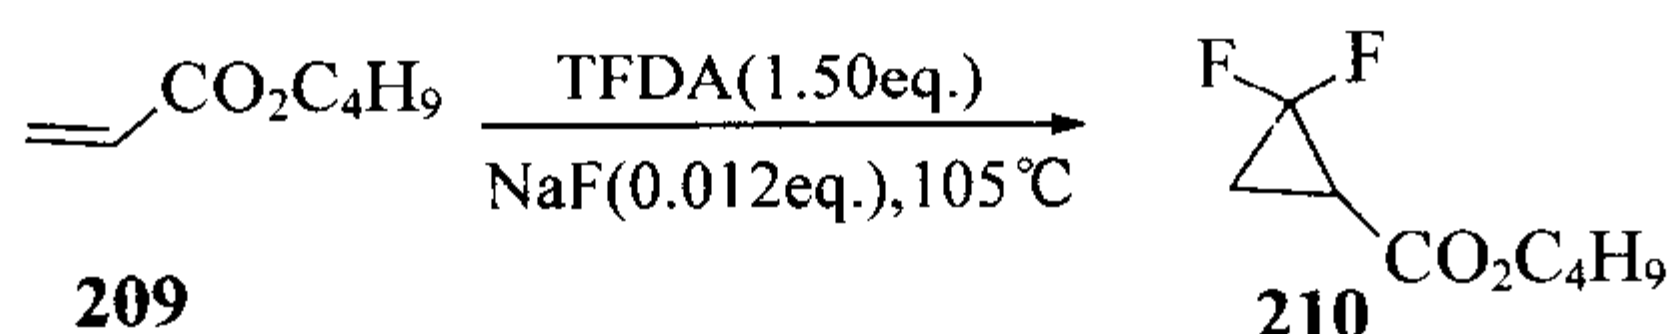 CO₂C₄H₉
TFDA(1.50eq.)
NaF(0.012eq.),105℃
F F
CO₂C₄H₉
209
210